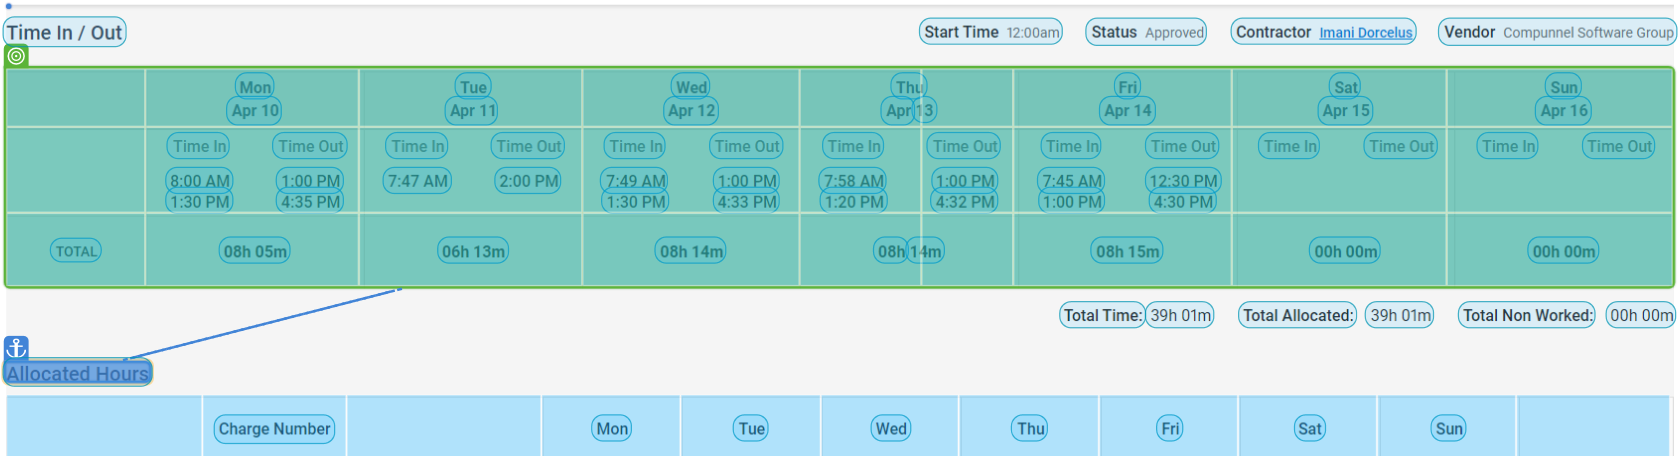 Time In / Out Start Time 12:00am Status Approved Contractor Imani Dorcelus Vendor Compunnel Software Group
Mon Tue Wed Thu Fri Sat Sun
Apr 10 Apr 11 Apr 12 Apr 13 Apr 14 Apr 15 Apr 16
Time In Time Out Time In Time Out Time In Time Out Time In Time Out Time In Time Out Time In Time Out Time In Time Out
8:00 AM 1:00 PM 7:47 AM 2:00 PM 7:49 AM 1:00 PM 7:58 AM 1:00 PM 7:45 AM 12:30 PM
1:30 PM 4:35 PM 1:30 PM 4:33 PM 1:20 PM 4:32 PM 1:00 PM 4:30 PM
TOTAL 08h 05m 06h 13m 08h 14m 08h 14m 08h 15m 00h 00m 00h 00m
Total Time: 39h 01m Total Allocated: 39h 01m Total Non Worked: 00h 00m
Allocated Hours
Charge Number Mon Tue Wed Thu Fri Sat Sun